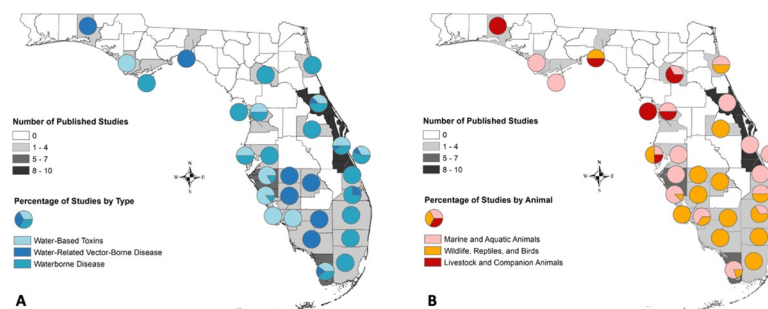 Number of Published Studies
0
1 - 4
5 - 7
8 - 10
N
W
E
S
Percentage of Studies by Type
Water-Based Toxins
Water-Related Vector-Borne Disease
Waterborne Disease
A
Number of Published Studies
0
1 - 4
5 - 7
8 - 10
N
W
E
S
Percentage of Studies by Animal
Marine and Aquatic Animals
Wildlife, Reptiles, and Birds
Livestock and Companion Animals
B